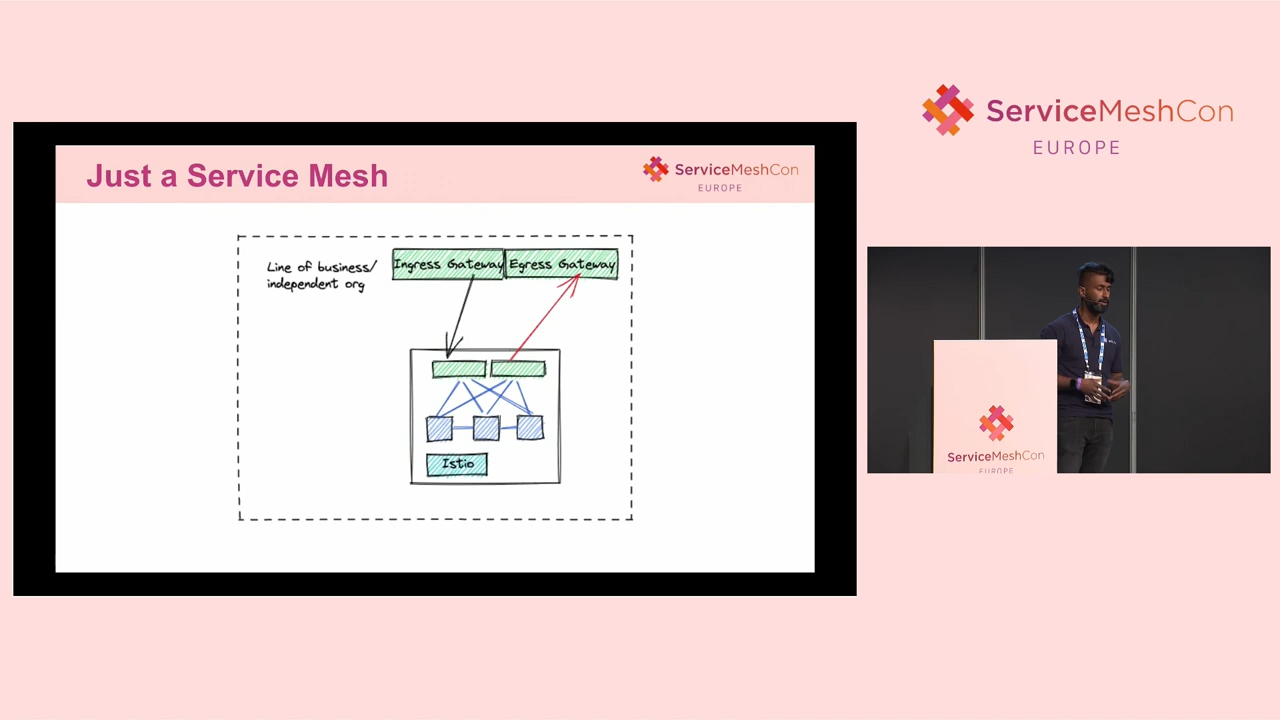 ServiceMeshCon
EUROPE
Just a Service Mesh
ServiceMeshCon
EUROPE
Line of business/
independent org
Ingress Gateway
Egress Gateway
Istio
ServiceMeshCon
EUROPE